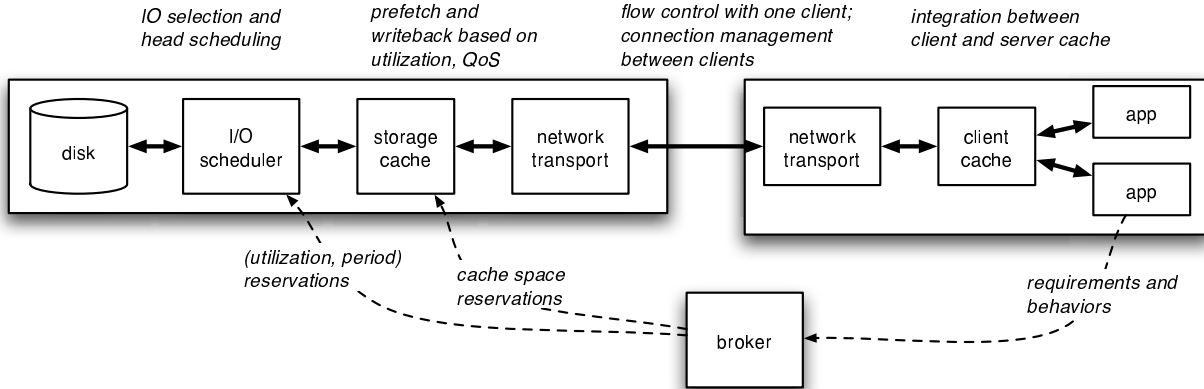 IO selection and
head scheduling
prefetch and
writeback based on
utilization, QoS
flow control with one client;
connection management
between clients
integration between
client and server cache
disk
I/O
scheduler
storage
cache
network
transport
network
transport
client
cache
app
app
(utilization, period)
reservations
cache space
reservations
requirements and
behaviors
broker